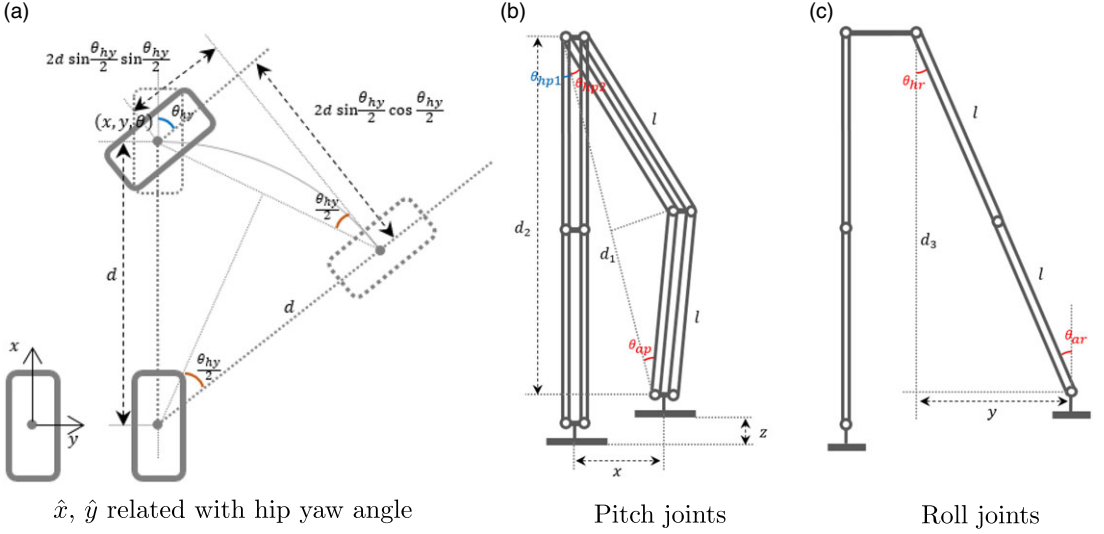 (a)
2d sin θhy/2 sin θhy/2
(x, y, θ)
θhy
2d sin θhy/2 cos θhy/2
θhy/2
d
d
θhy/2
x
y
x̂, ŷ related with hip yaw angle
(b)
θhp1
θhp2
l
d2
d1
l
θap
z
x
Pitch joints
(c)
θhr
l
d3
l
θar
y
Roll joints